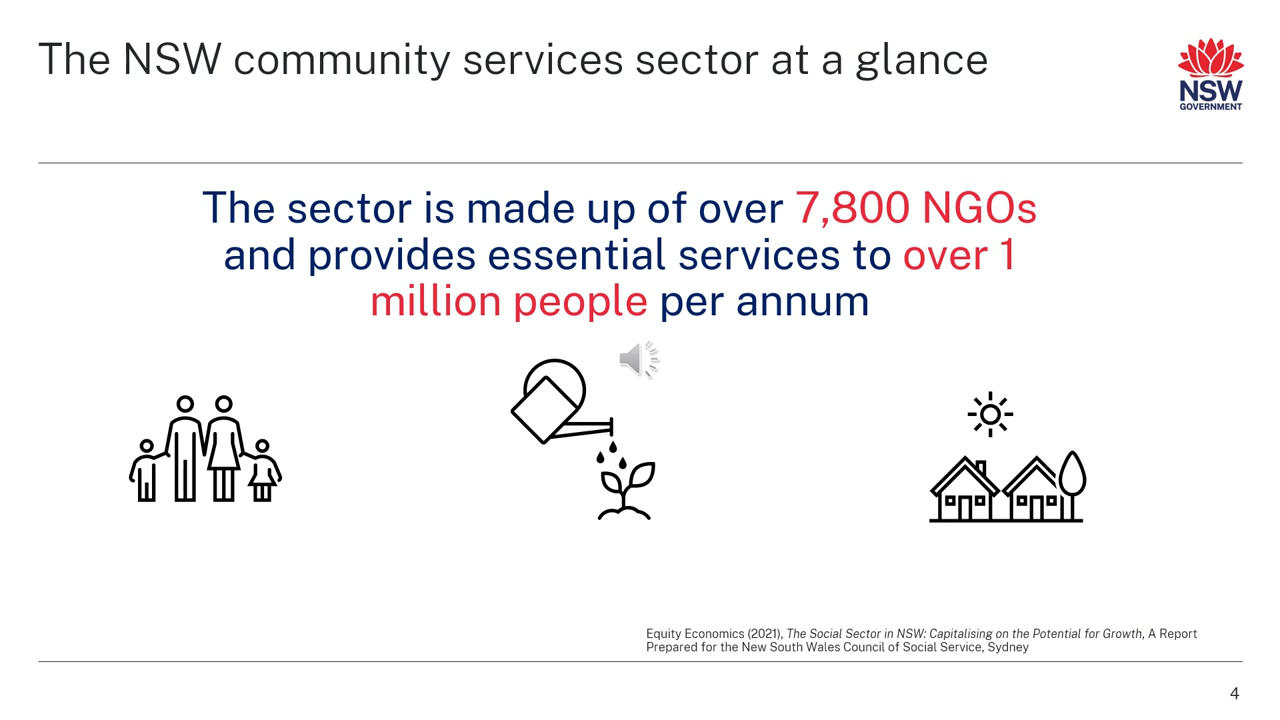 The NSW community services sector at a glance
NSW
GOVERNMENT
The sector is made up of over 7,800 NGOs
and provides essential services to over 1
million people per annum
Equity Economics (2021), The Social Sector in NSW: Capitalising on the Potential for Growth, A Report
Prepared for the New South Wales Council of Social Service, Sydney
4